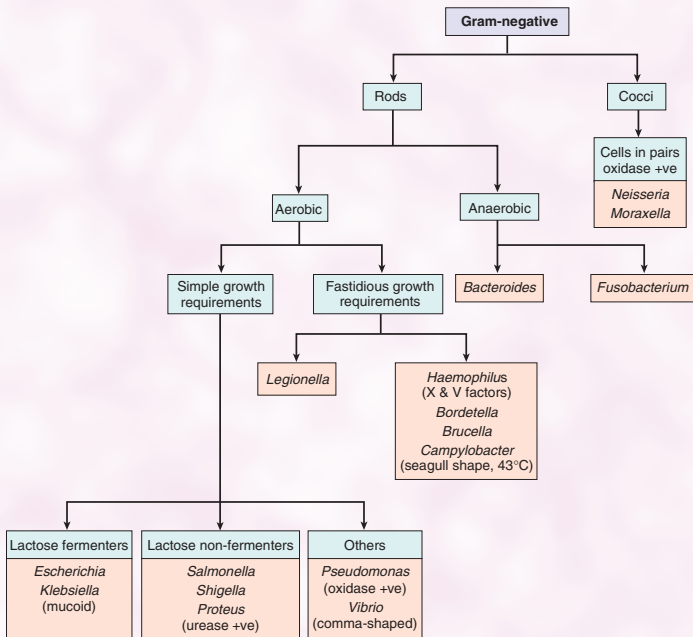 Gram-negative
Rods
Cocci
Cells in pairs
oxidase +ve
Neisseria
Moraxella
Aerobic
Anaerobic
Simple growth
requirements
Fastidious growth
requirements
Bacteroides
Fusobacterium
Legionella
Haemophilus
(X & V factors)
Bordetella
Brucella
Campylobacter
(seagull shape, 43°C)
Lactose fermenters
Escherichia
Klebsiella
(mucoid)
Lactose non-fermenters
Salmonella
Shigella
Proteus
(urease +ve)
Others
Pseudomonas
(oxidase +ve)
Vibrio
(comma-shaped)